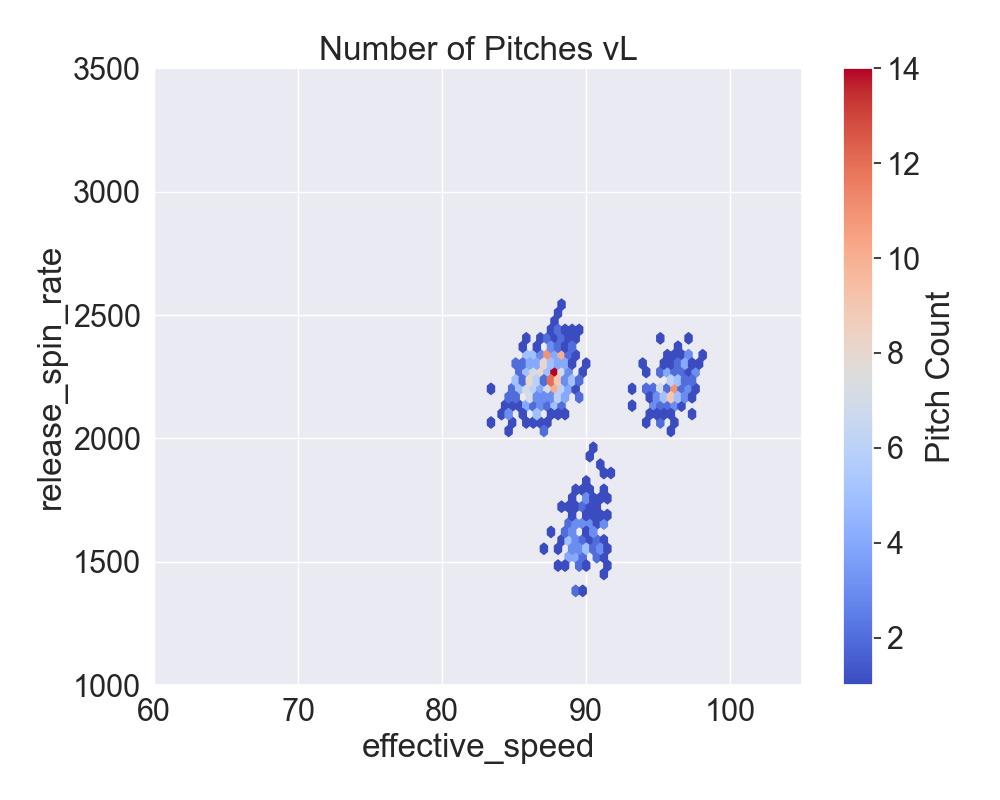 Number of Pitches vL
3500
3000
2500
2000
1500
1000
release_spin_rate
60 70 80 90 100
effective_speed
14
12
10
8
6
4
2
Pitch Count